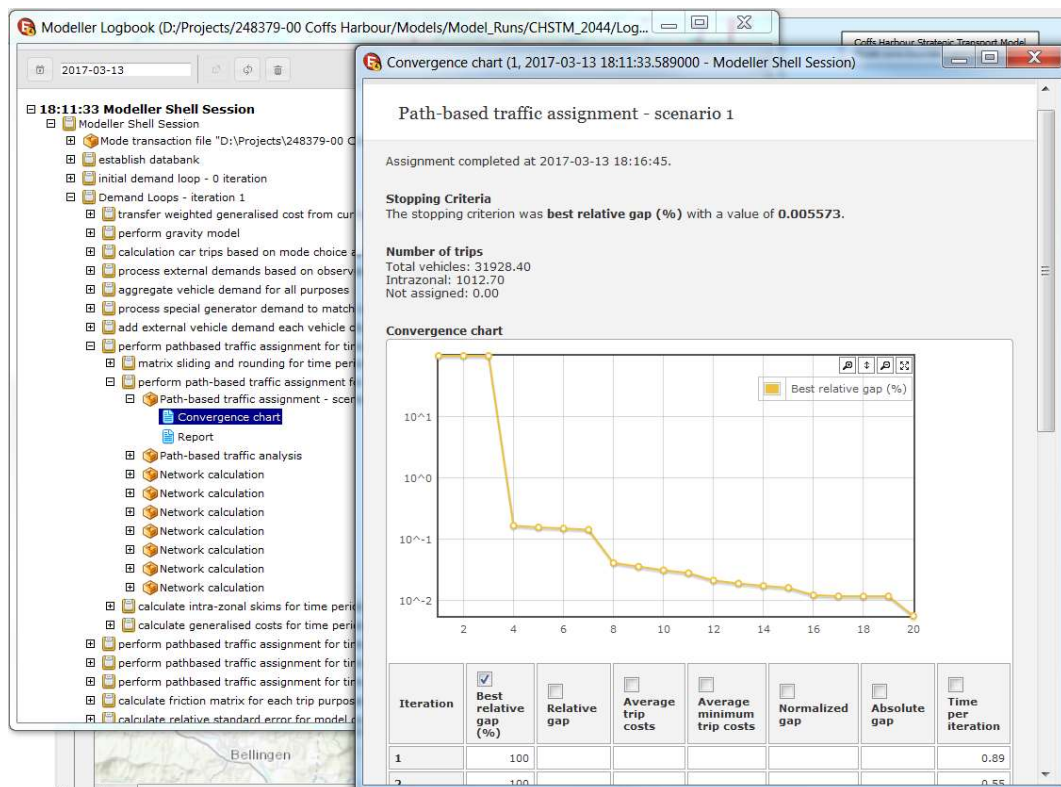 Modeller Logbook (D:/Projects/248379-00 Coffs Harbour/Models/Model_Runs/CHSTM_2044/Log...
2017-03-13
18:11:33 Modeller Shell Session
Modeller Shell Session
Mode transaction file "D:\Projects\248379-00 C
establish databank
initial demand loop - 0 iteration
Demand Loops - iteration 1
transfer weighted generalised cost from cur
perform gravity model
calculation car trips based on mode choice a
process external demands based on observ
aggregate vehicle demand for all purposes
process special generator demand to match
add external vehicle demand each vehicle c
perform pathbased traffic assignment for tim
matrix sliding and rounding for time peri
perform path-based traffic assignment f
Path-based traffic assignment - scen
Convergence chart
Report
Path-based traffic analysis
Network calculation
Network calculation
Network calculation
Network calculation
Network calculation
Network calculation
Network calculation
calculate intra-zonal skims for time peri
calculate generalised costs for time peri
perform pathbased traffic assignment for tim
perform pathbased traffic assignment for tim
perform pathbased traffic assignment for tim
calculate friction matrix for each trip purpos
calculate relative standard error for model
Bellingen
Coffs Harbour Strategic Transport Model
Convergence chart (1, 2017-03-13 18:11:33.589000 - Modeller Shell Session)
Path-based traffic assignment - scenario 1
Assignment completed at 2017-03-13 18:16:45.
Stopping Criteria
The stopping criterion was best relative gap (%) with a value of 0.005573.
Number of trips
Total vehicles: 31928.40
Intrazonal: 1012.70
Not assigned: 0.00
Convergence chart
Best relative gap (%)
10^1
10^0
10^-1
10^-2
2 4 6 8 10 12 14 16 18 20
Iteration Best relative gap (%) Relative gap Average trip costs Average minimum trip costs Normalized gap Absolute gap Time per iteration
1 100 0.89
2 100 0.55